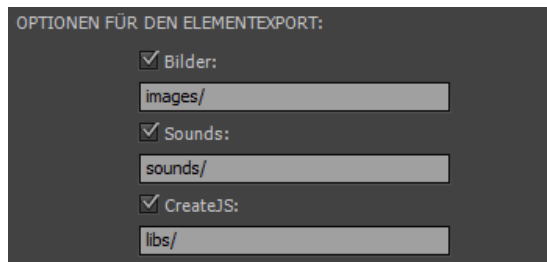 OPTIONEN FÜR DEN ELEMENTEXPORT:
Bilder:
images/
Sounds:
sounds/
CreateJS:
libs/